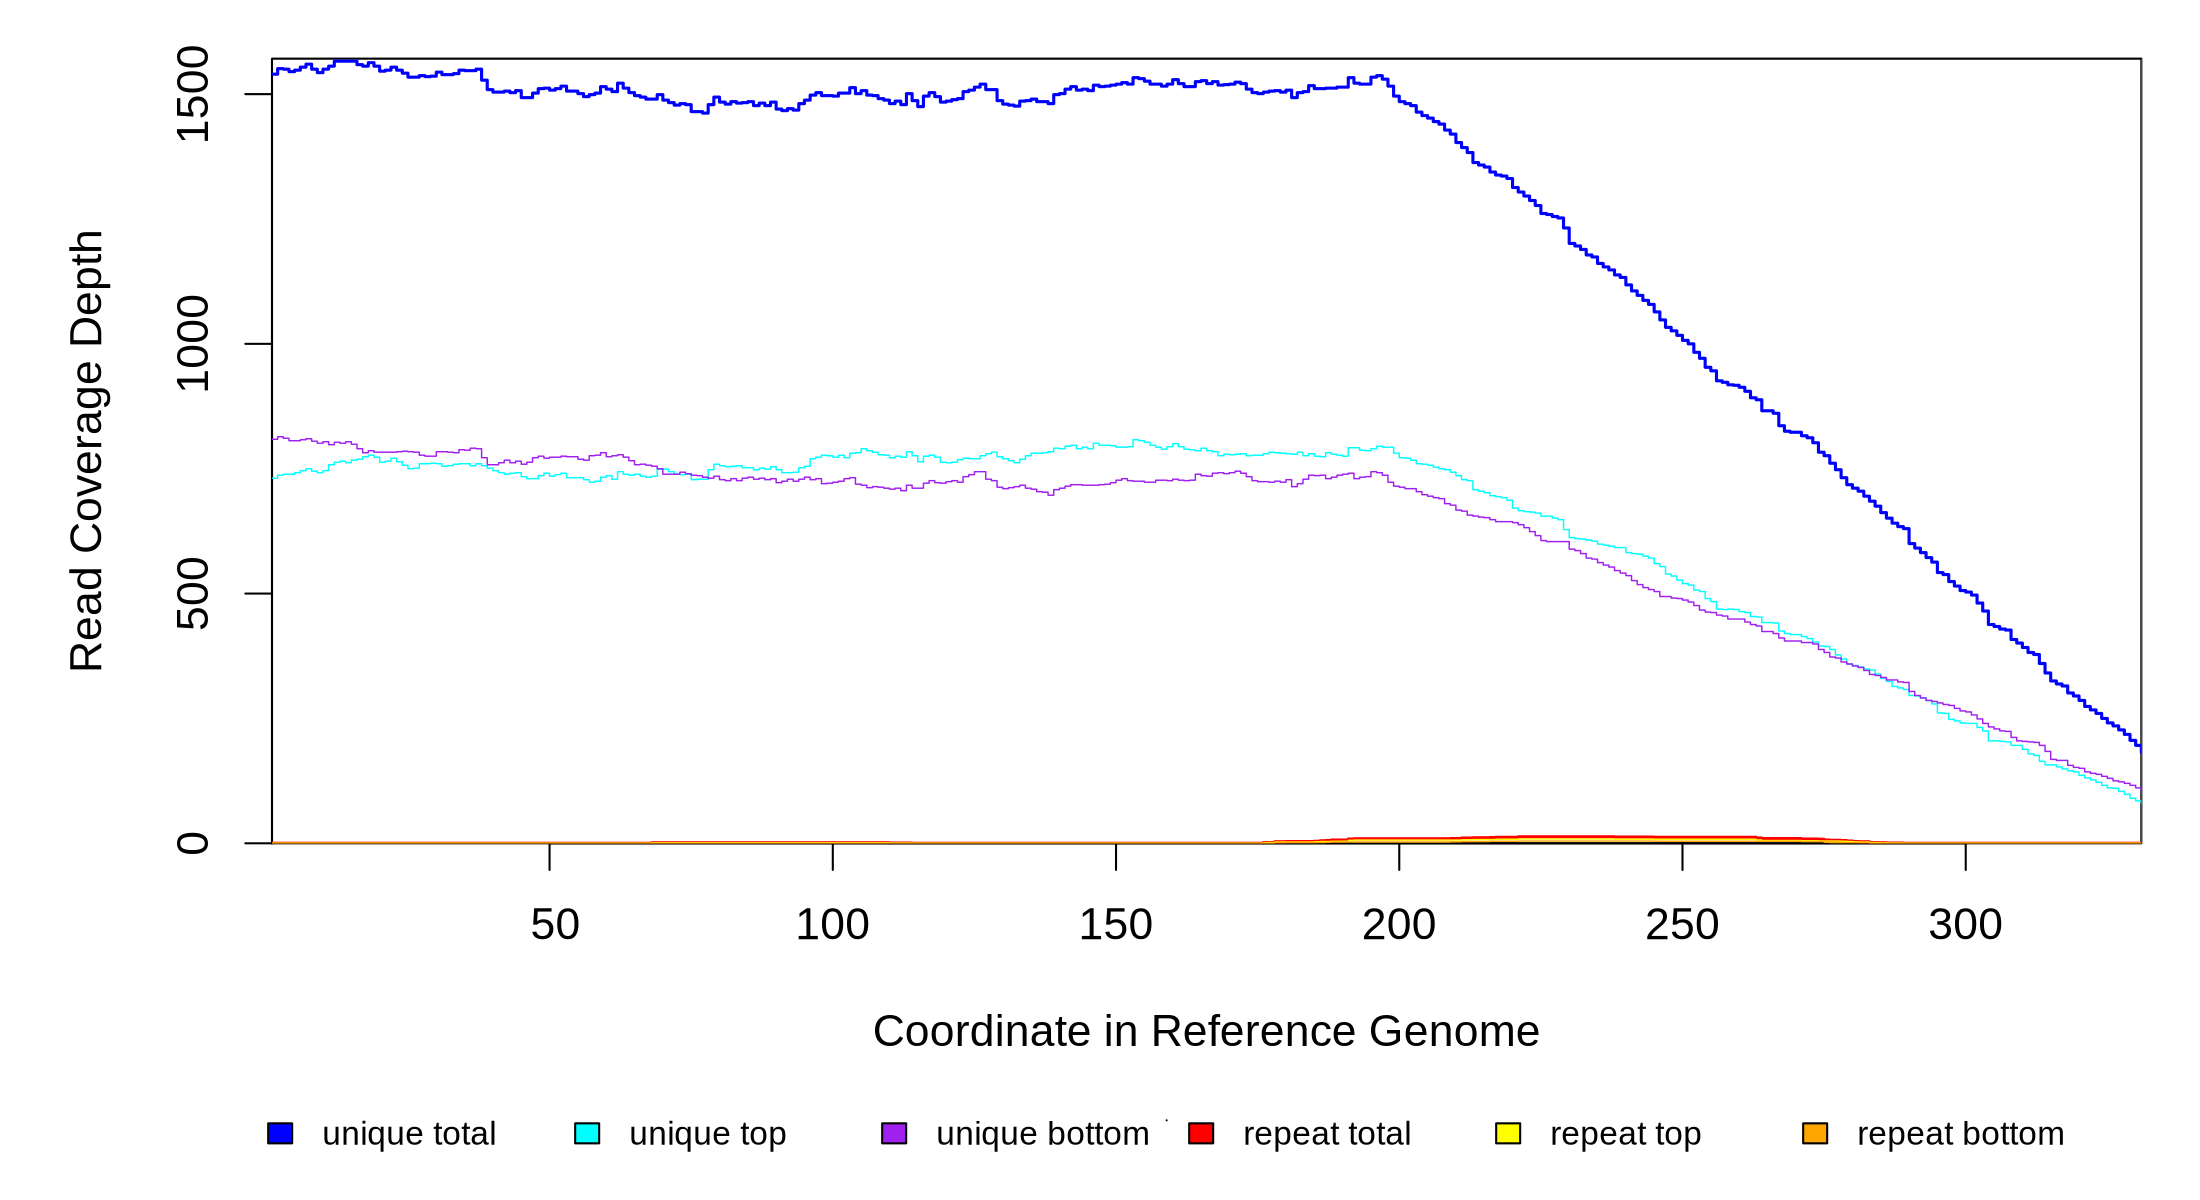 1500
1000
500
0
Read Coverage Depth
50 100 150 200 250 300
Coordinate in Reference Genome
unique total unique top unique bottom repeat total repeat top repeat bottom